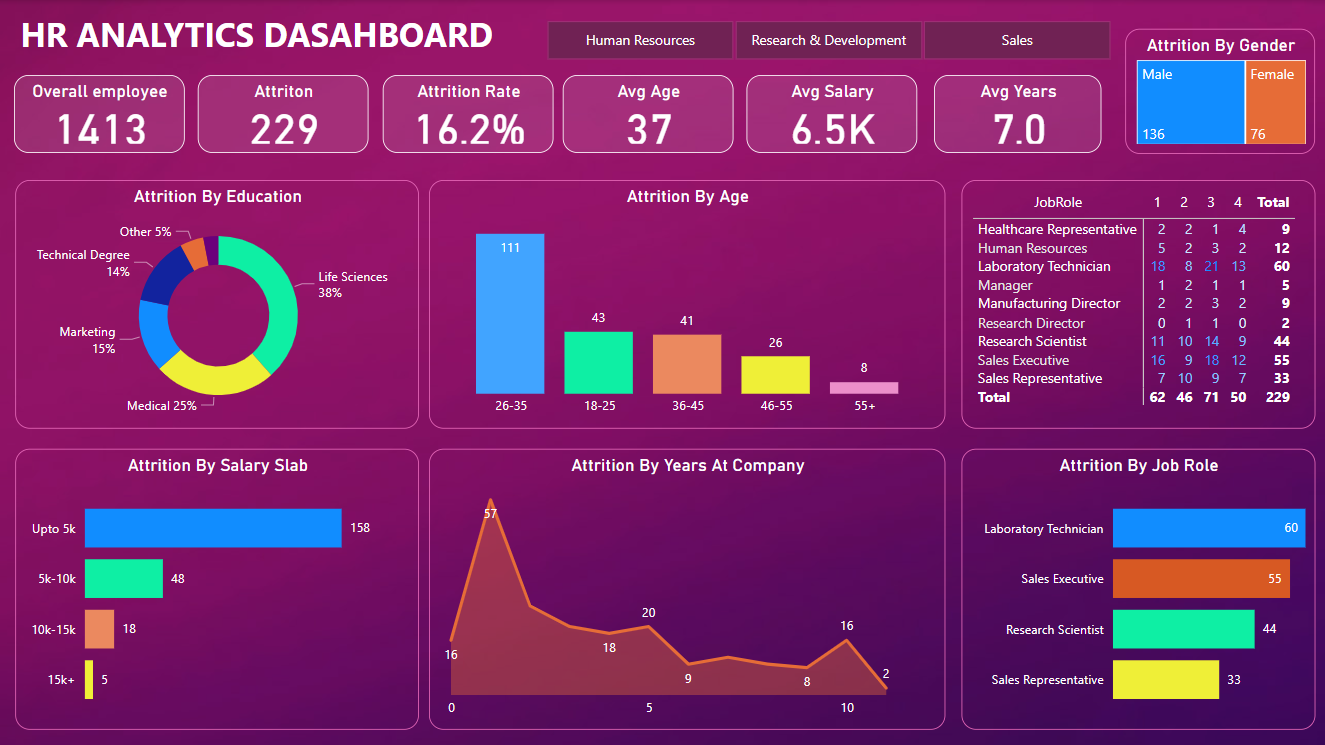 HR ANALYTICS DASAHBOARD
Human Resources
Research & Development
Sales
Overall employee
1413
Attriton
229
Attrition Rate
16.2%
Avg Age
37
Avg Salary
6.5K
Avg Years
7.0
Attrition By Gender
Male
Female
136
76
Attrition By Education
Other 5%
Technical Degree
14%
Life Sciences
38%
Marketing
15%
Medical 25%
Attrition By Age
111
43
41
26
8
26-35
18-25
36-45
46-55
55+
JobRole 1 2 3 4 Total
Healthcare Representative 2 2 1 4 9
Human Resources 5 2 3 2 12
Laboratory Technician 18 8 21 13 60
Manager 1 2 1 1 5
Manufacturing Director 2 2 3 2 9
Research Director 0 1 1 0 2
Research Scientist 11 10 14 9 44
Sales Executive 16 9 18 12 55
Sales Representative 7 10 9 7 33
Total 62 46 71 50 229
Attrition By Salary Slab
Upto 5k 158
5k-10k 48
10k-15k 18
15k+ 5
Attrition By Years At Company
57
16
18
20
9
8
16
2
0
5
10
Attrition By Job Role
Laboratory Technician 60
Sales Executive 55
Research Scientist 44
Sales Representative 33